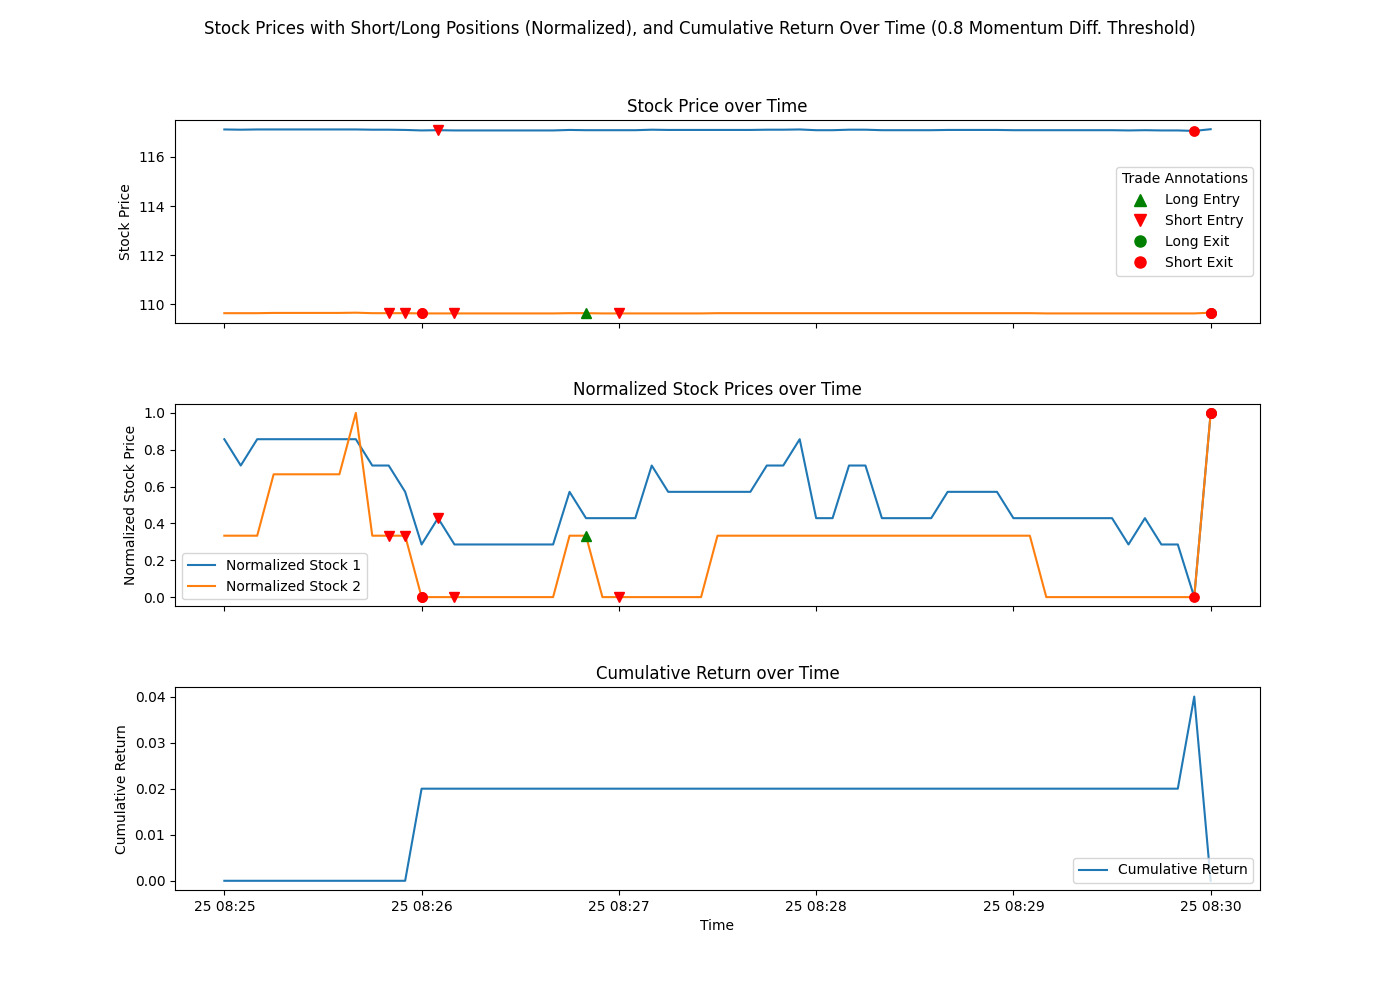 Stock Prices with Short/Long Positions (Normalized), and Cumulative Return Over Time (0.8 Momentum Diff. Threshold)
Stock Price over Time
Stock Price
116
114
112
110
Trade Annotations
Long Entry
Short Entry
Long Exit
Short Exit
Normalized Stock Prices over Time
Normalized Stock Price
1.0
0.8
0.6
0.4
0.2
0.0
Normalized Stock 1
Normalized Stock 2
Cumulative Return over Time
Cumulative Return
0.04
0.03
0.02
0.01
0.00
Cumulative Return
25 08:25
25 08:26
25 08:27
25 08:28
25 08:29
25 08:30
Time